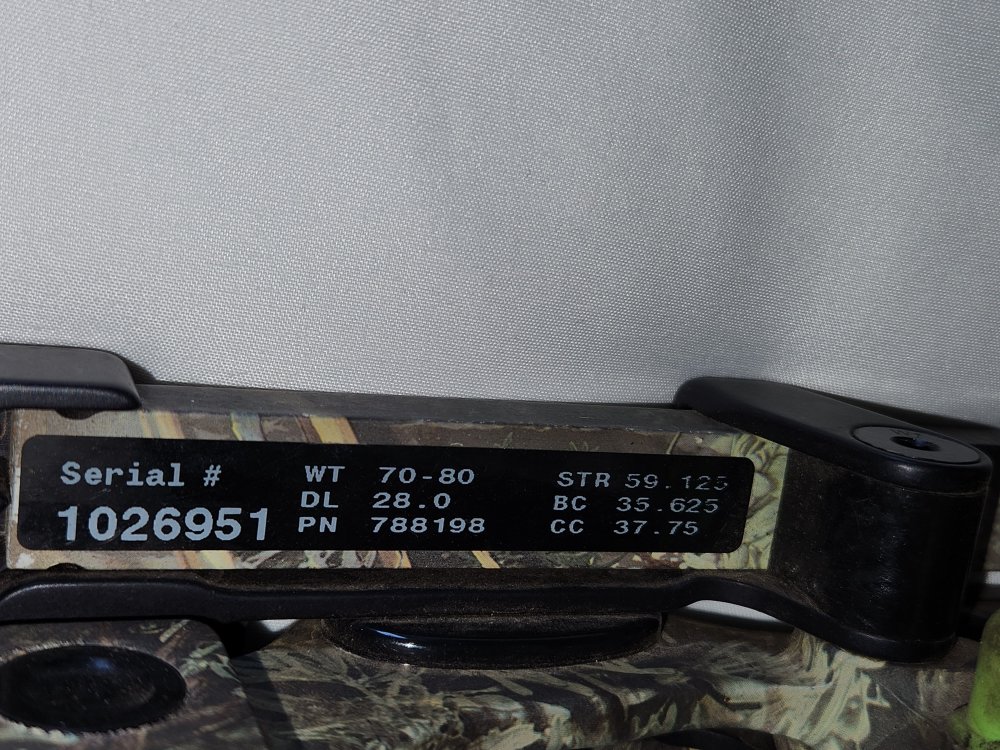 Serial #
1026951
WT 70-80
DL 28.0
PN 788198
STR 59.125
BC 35.625
CC 37.75